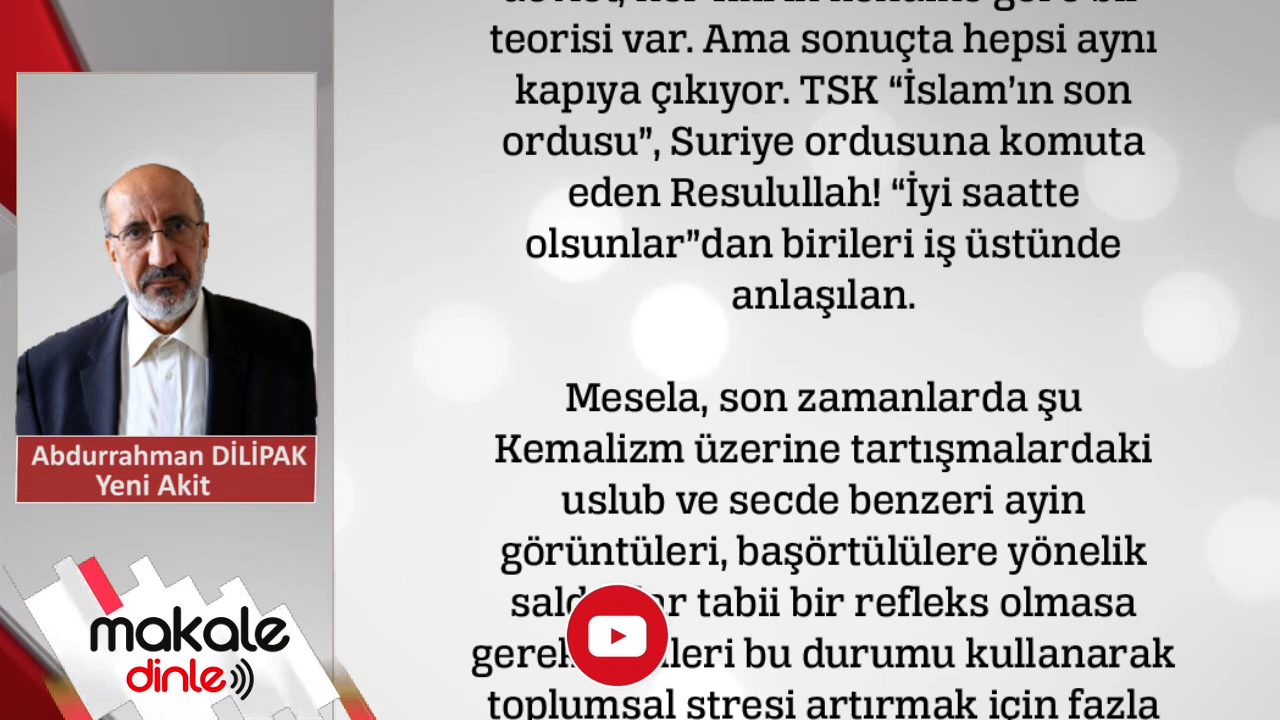 teorisi var. Ama sonuçta hepsi aynı
kapıya çıkıyor. TSK “İslam’ın son
ordusu”, Suriye ordusuna komuta
eden Resulullah! “İyi saatte
olsunlar”dan birileri iş üstünde
anlaşılan.
Mesela, son zamanlarda şu
Kemalizm üzerine tartışmalardaki
uslub ve secde benzeri ayin
görüntüleri, başörtülülere yönelik
tabii bir refleks olmasa
bu durumu kullanarak
toplumsal stresi artırmak için fazla
Abdurrahman DİLİPAK
Yeni Akit
makale
dinle